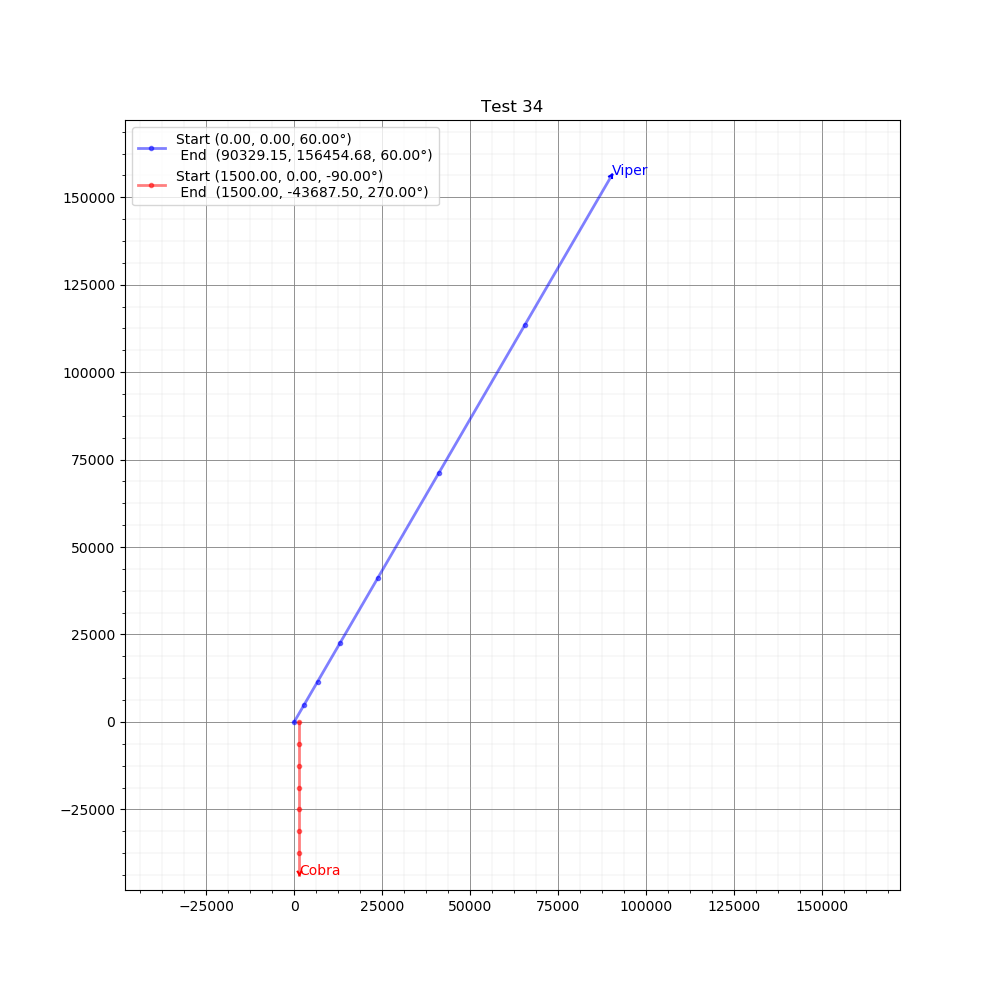 Test 34
Start (0.00, 0.00, 60.00°)
End (90329.15, 156454.68, 60.00°)
Start (1500.00, 0.00, -90.00°)
End (1500.00, -43687.50, 270.00°)
Viper
150000
125000
100000
75000
50000
25000
0
−25000
Cobra
−25000 0 25000 50000 75000 100000 125000 150000